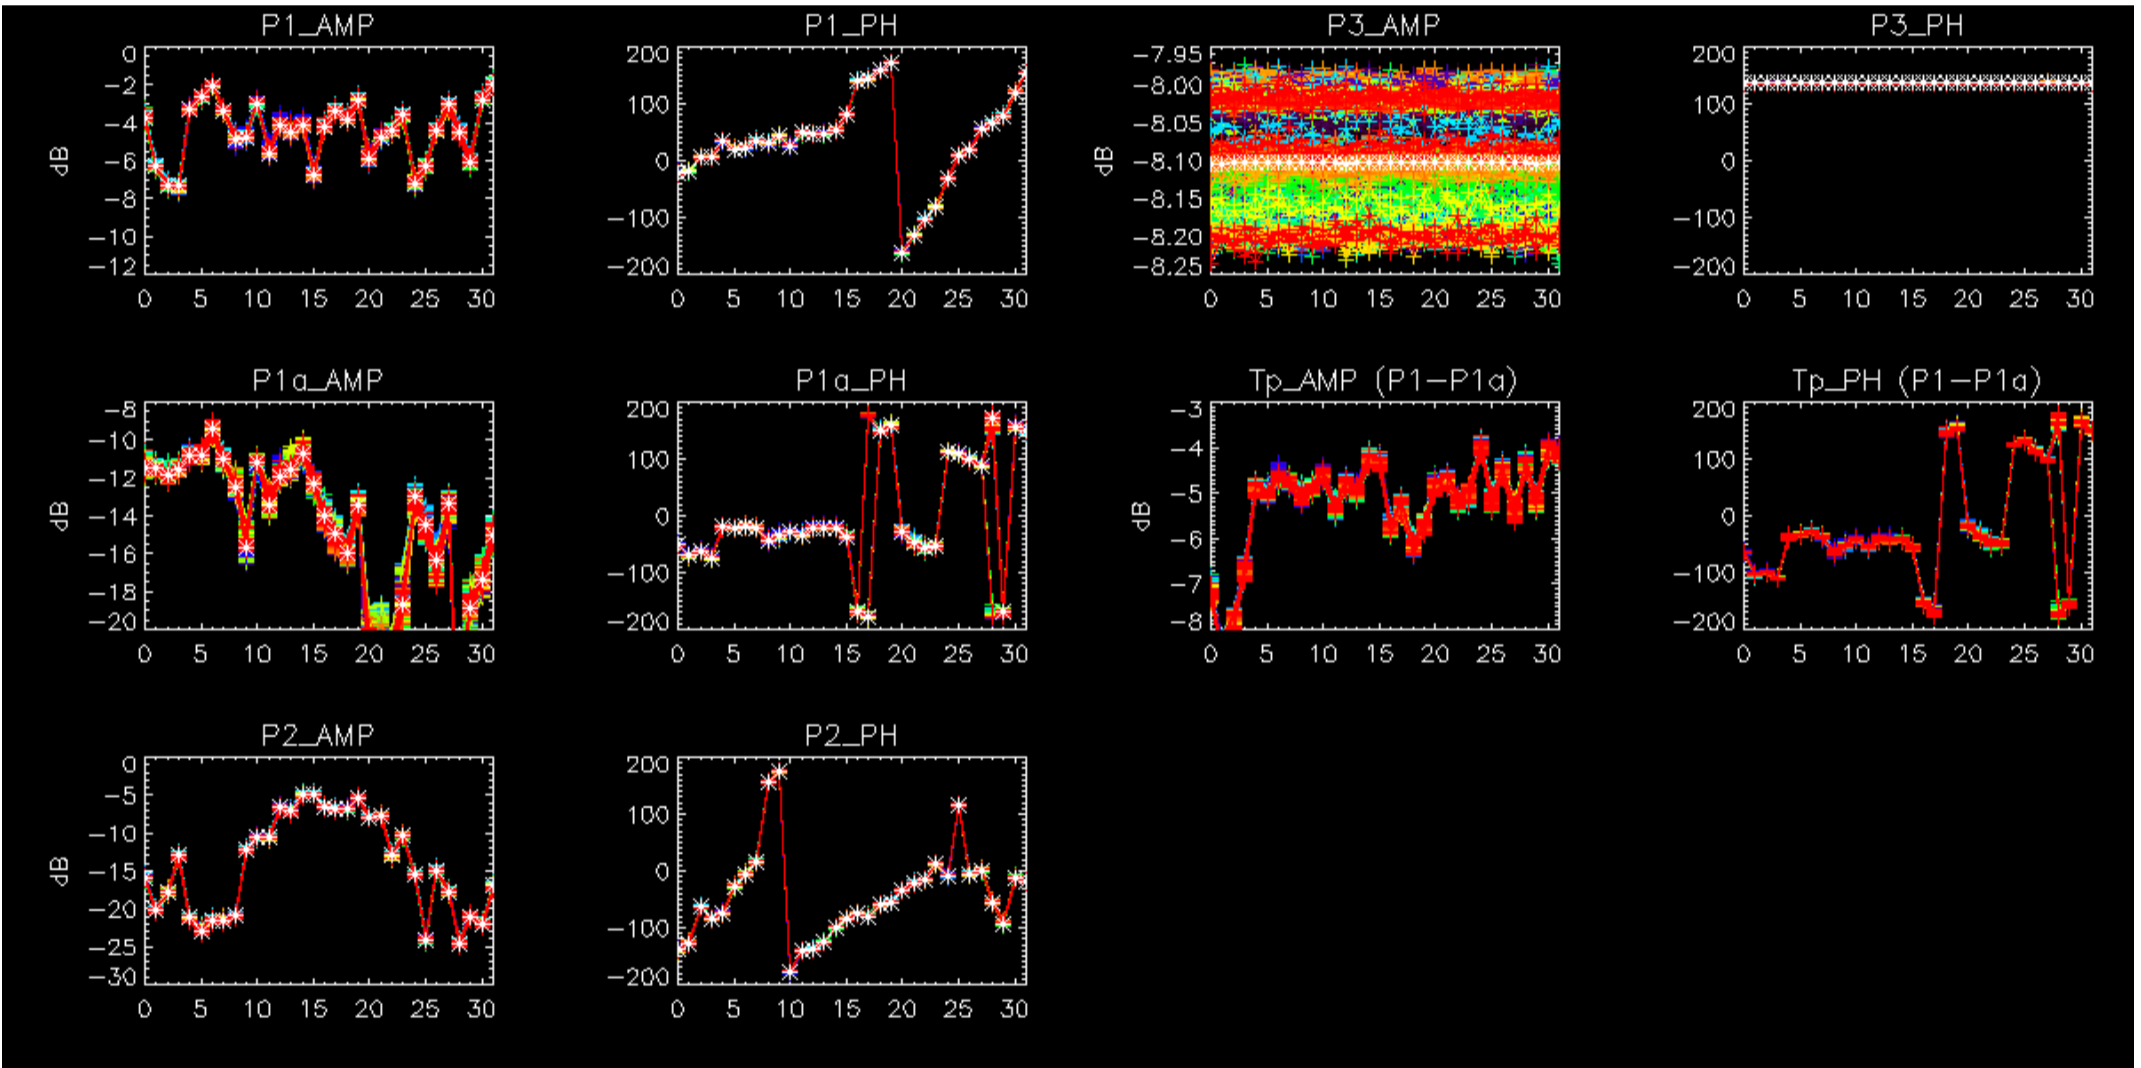 P1_AMP
0
−2
−4
−6
−8
−10
−12
dB
0 5 10 15 20 25 30
P1_PH
200
100
0
−100
−200
0 5 10 15 20 25 30
P3_AMP
−7.95
−8.00
−8.05
−8.10
−8.15
−8.20
−8.25
dB
0 5 10 15 20 25 30
P3_PH
200
100
0
−100
−200
0 5 10 15 20 25 30
P1a_AMP
−8
−10
−12
−14
−16
−18
−20
dB
0 5 10 15 20 25 30
P1a_PH
200
100
0
−100
−200
0 5 10 15 20 25 30
Tp_AMP (P1−P1a)
−3
−4
−5
−6
−7
−8
dB
0 5 10 15 20 25 30
Tp_PH (P1−P1a)
200
100
0
−100
−200
0 5 10 15 20 25 30
P2_AMP
0
−5
−10
−15
−20
−25
−30
dB
0 5 10 15 20 25 30
P2_PH
200
100
0
−100
−200
0 5 10 15 20 25 30